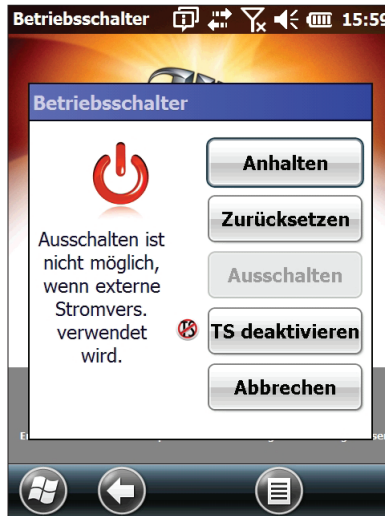 Betriebsschalter 15:59
Betriebsschalter
Ausschalten ist
nicht möglich,
wenn externe
Stromvers.
verwendet
wird.
Anhalten
Zurücksetzen
Ausschalten
TS deaktivieren
Abbrechen